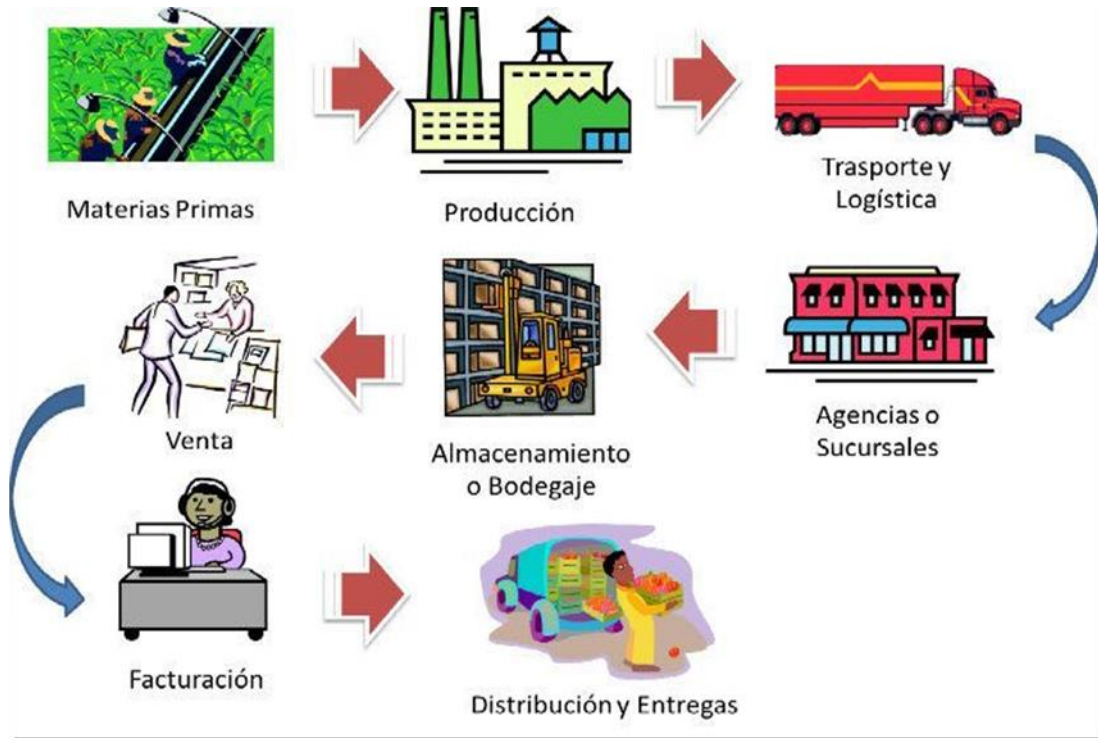 Materias Primas
Producción
Trasporte y
Logística
Agencias o
Sucursales
Almacenamiento
o Bodegaje
Venta
Facturación
Distribución y Entregas